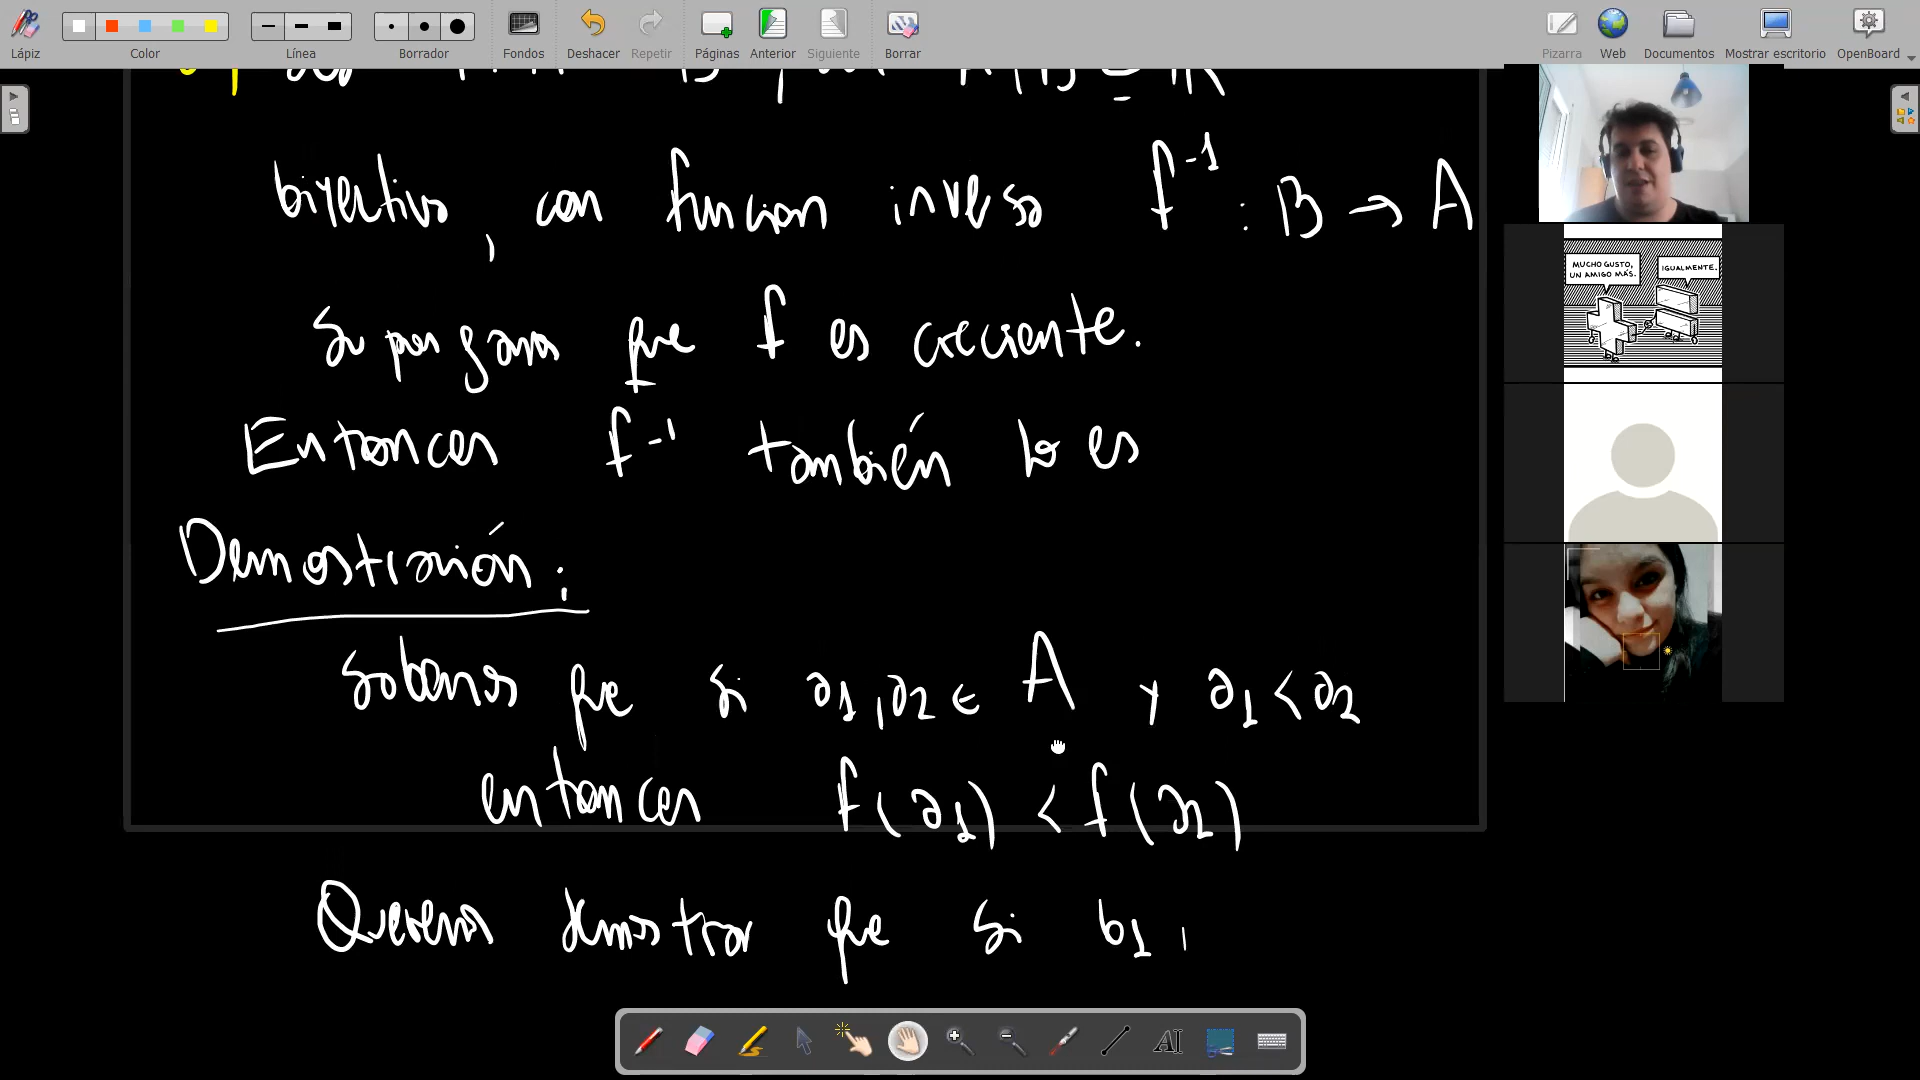 Lápiz Color Línea Borrador Fondos Deshacer Repetir Páginas Anterior Siguiente Borrar Pizarra Web Documentos Mostrar escritorio OpenBoard
biyectiva, con funcion inversa f⁻¹ : B → A
Supongamos que f es creciente.
Entonces f⁻¹ también lo es
Demostración:
Sabemos que si a1, a2 ∈ A y a1 < a2
entonces f(a1) < f(a2)
Queremos demostrar que si b1,
MUCHO GUSTO,
UN AMIGO MÁS.
IGUALMENTE.